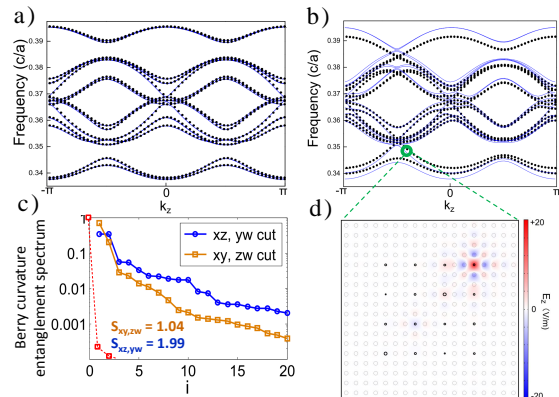 a)
b)
Frequency (c/a)
0.39
0.38
0.37
0.36
0.35
0.34
-π
0
π
k_z
Frequency (c/a)
0.39
0.38
0.37
0.36
0.35
0.34
-π
0
π
k_z
c)
d)
Berry curvature
entanglement spectrum
1
0.1
0.01
0.001
xz, yw cut
xy, zw cut
S_xy,zw = 1.04
S_xz,yw = 1.99
0
5
10
15
20
i
+20
E_z (V/m)
-20